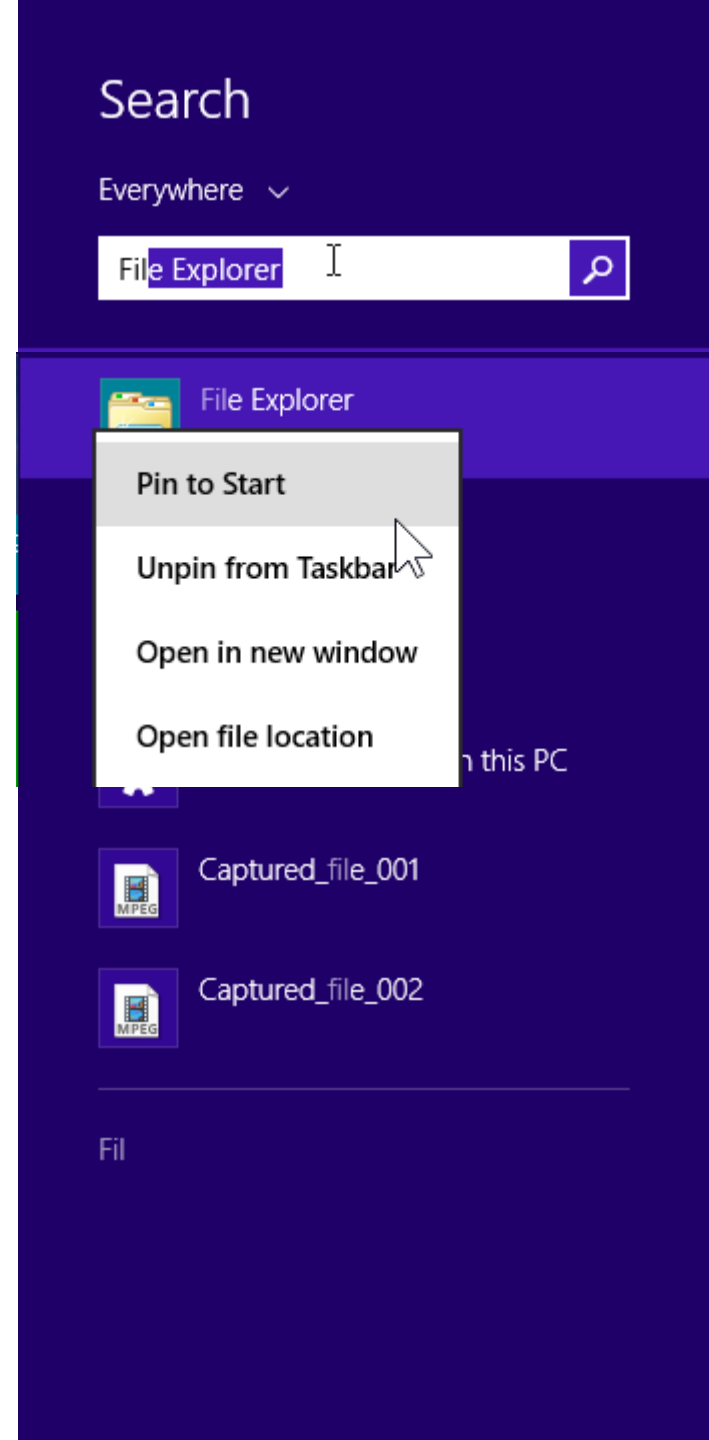 Search
Everywhere
File Explorer
File Explorer
Pin to Start
Unpin from Taskbar
Open in new window
Open file location
this PC
MPEG
Captured_file_001
MPEG
Captured_file_002
Fil